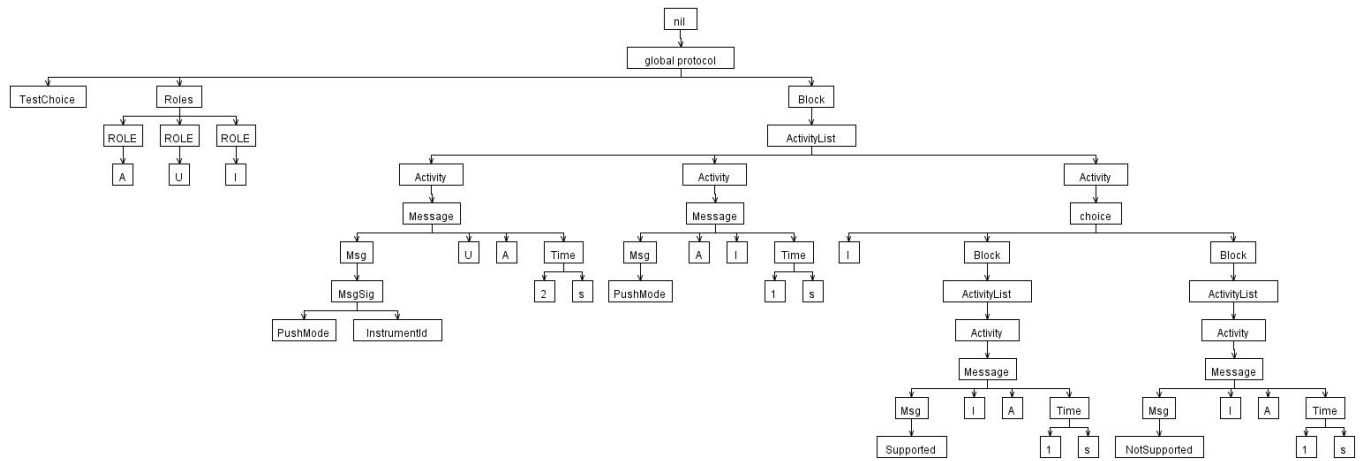 nil
global protocol
TestChoice Roles Block
ROLE ROLE ROLE ActivityList
A U I Activity Activity Activity
Message Message choice
Msg U A Time Msg A I Time I Block Block
MsgSig 2 s PushMode 1 s ActivityList ActivityList
PushMode InstrumentId Activity Activity
Message Message
Msg I A Time Msg I A Time
Supported 1 s NotSupported 1 s